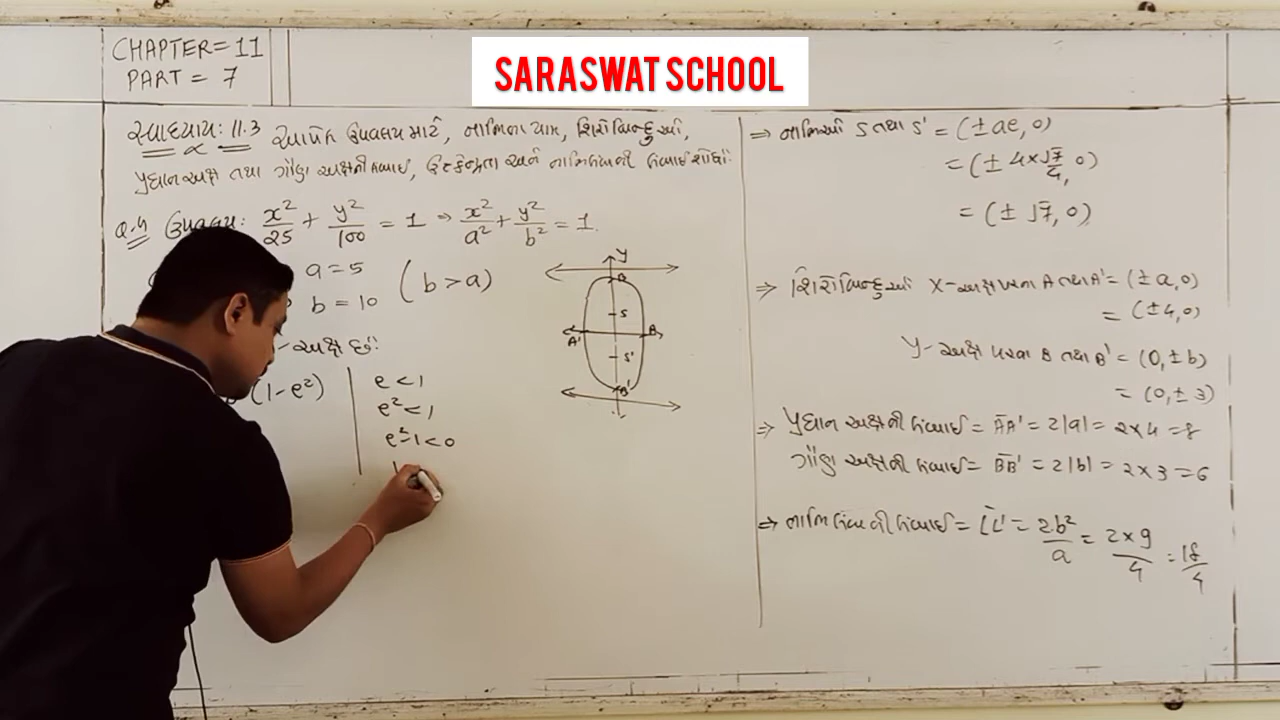 CHAPTER = 11
PART = 7
SARASWAT SCHOOL
સ્વાધ્યાય: 11.3 આપેલ ઉપવલય માટે, નાભિના યામ, શિરોબિન્દુઓ,
પ્રધાન અક્ષ તથા ગૌણ અક્ષની લંબાઈ, ઉત્કેન્દ્રતા અને નાભિલંબની લંબાઈ શોધો:
Q.4 ઉપવલય: x²/25 + y²/100 = 1 ⇒ x²/a² + y²/b² = 1.
a = 5
b = 10 (b > a)
-અક્ષ છે:
(1-e²)
e < 1
e² < 1
e²-1 < 0
Y
B
S
A' B
S'
B'
⇒ નાભિઓ S તથા S' = (±ae, 0)
= (± 4×√7/4, 0)
= (± √7, 0)
⇒ શિરોબિન્દુઓ X-અક્ષ પરના A તથા A' = (±a, 0)
= (±4, 0)
Y- અક્ષ પરના B તથા B' = (0, ±b)
= (0, ± 3)
⇒ પ્રધાન અક્ષની લંબાઈ = AA' = 2|a| = 2×4 = 8
ગૌણ અક્ષની લંબાઈ = BB' = 2|b| = 2×3 = 6
⇒ નાભિલંબની લંબાઈ = LL' = 2b²/a = 2×9/4 = 18/4